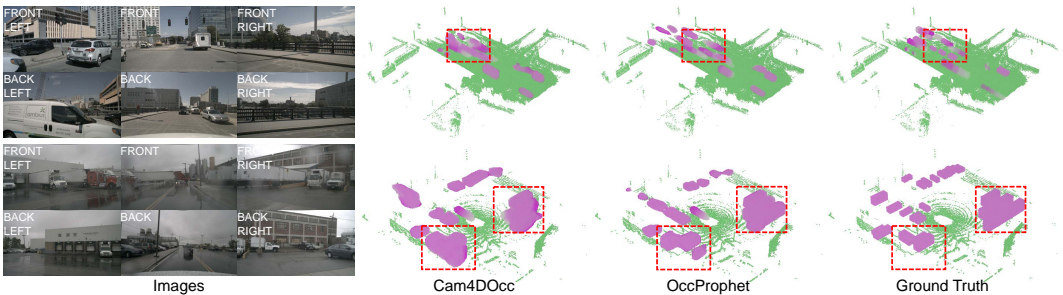 FRONT LEFT
FRONT
FRONT RIGHT
BACK LEFT
BACK
BACK RIGHT
FRONT LEFT
FRONT
FRONT RIGHT
BACK LEFT
BACK
BACK RIGHT
Images
Cam4DOcc
OccProphet
Ground Truth